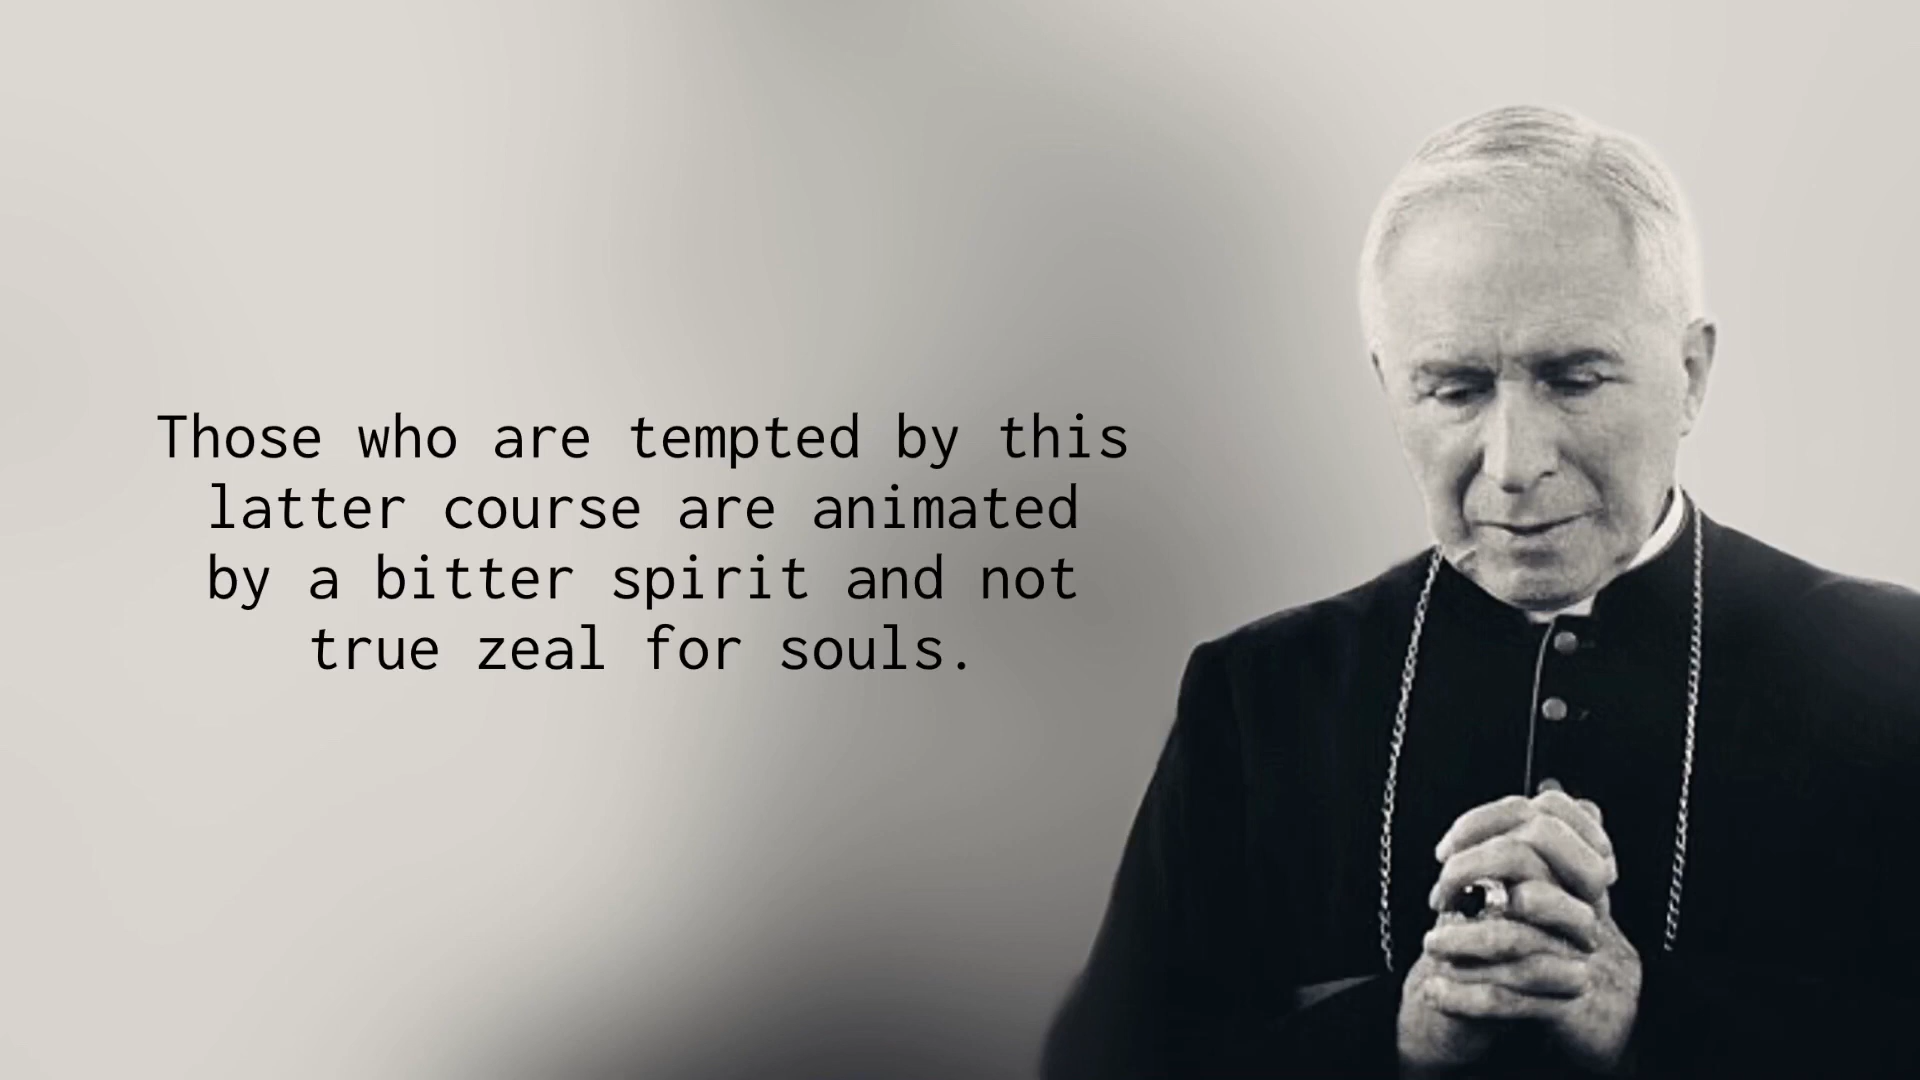 Those who are tempted by this
latter course are animated
by a bitter spirit and not
true zeal for souls.